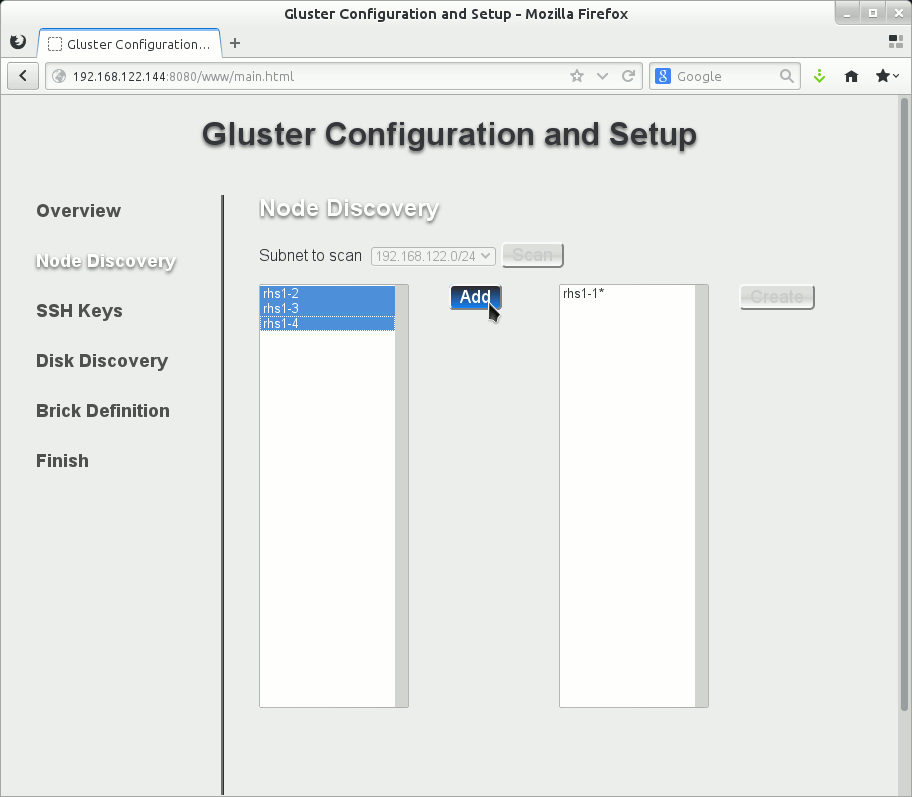 Gluster Configuration and Setup - Mozilla Firefox
Gluster Configuration...
192.168.122.144:8080/www/main.html
Google
Gluster Configuration and Setup
Overview
Node Discovery
SSH Keys
Disk Discovery
Brick Definition
Finish
Node Discovery
Subnet to scan 192.168.122.0/24 Scan
rhs1-2
rhs1-3
rhs1-4
Add
rhs1-1*
Create